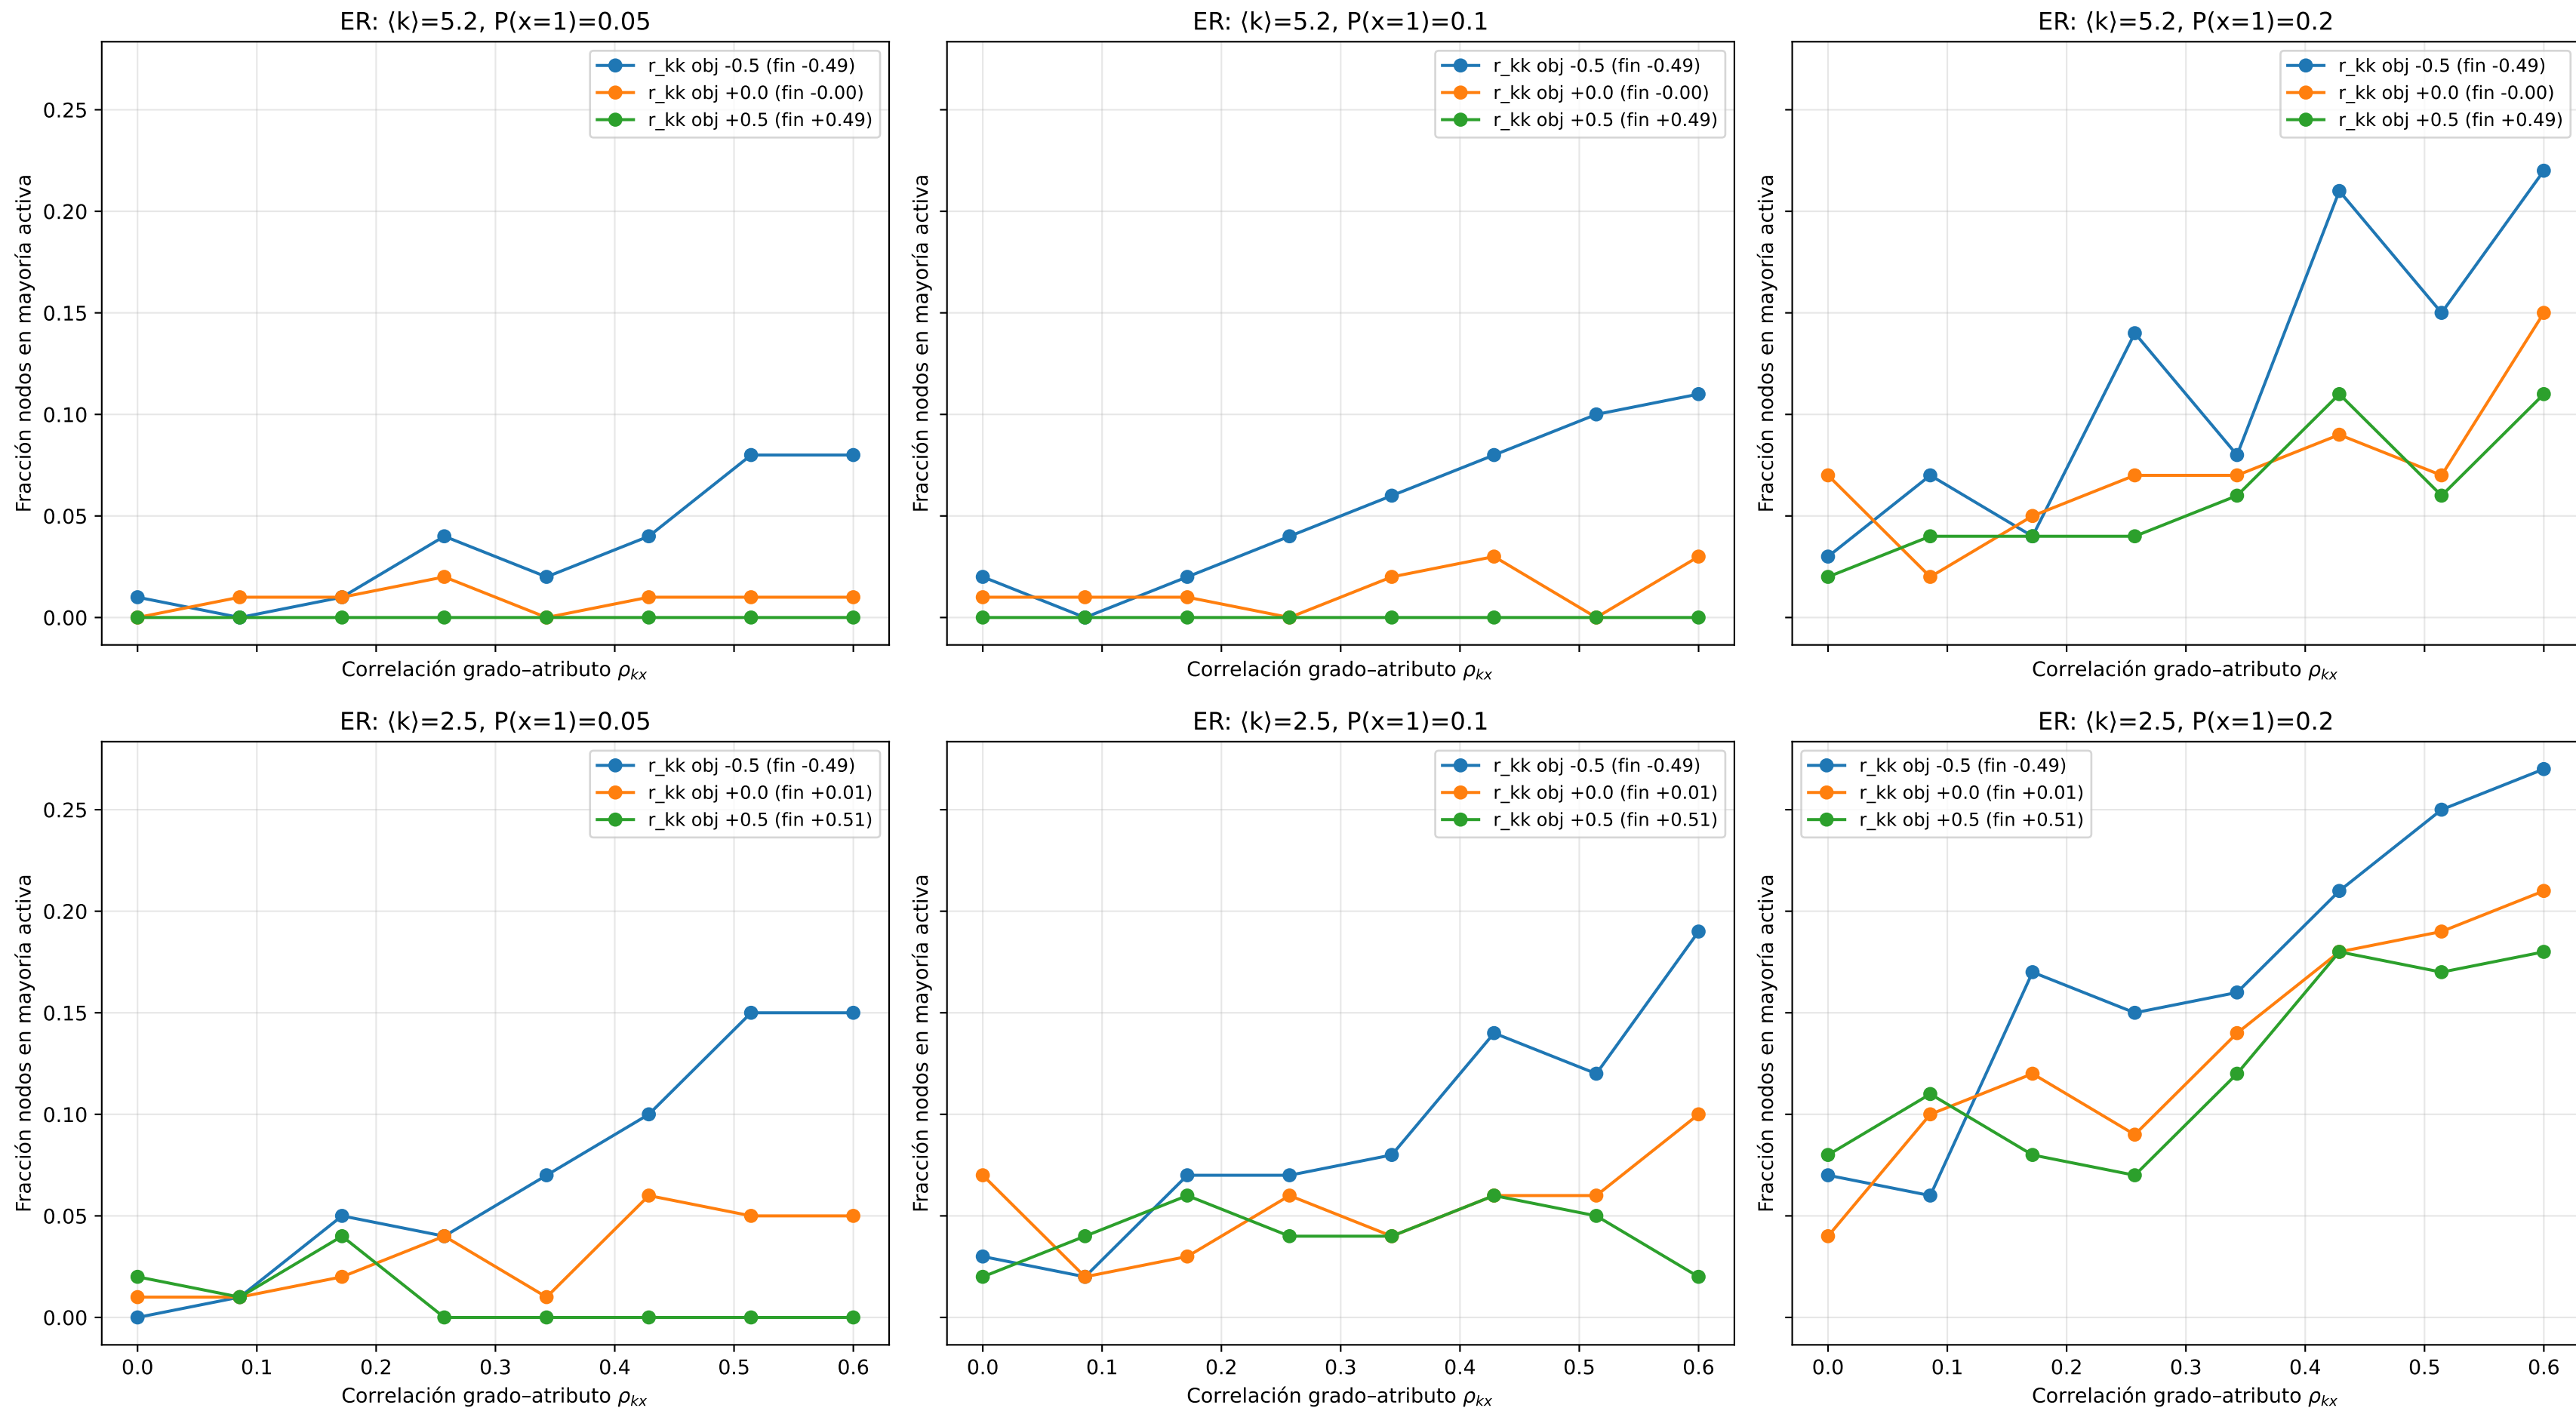 ER: ⟨k⟩=5.2, P(x=1)=0.05
r_kk obj -0.5 (fin -0.49)
r_kk obj +0.0 (fin -0.00)
r_kk obj +0.5 (fin +0.49)
Fracción nodos en mayoría activa
0.25
0.20
0.15
0.10
0.05
0.00
Correlación grado–atributo ρkx
ER: ⟨k⟩=5.2, P(x=1)=0.1
r_kk obj -0.5 (fin -0.49)
r_kk obj +0.0 (fin -0.00)
r_kk obj +0.5 (fin +0.49)
Fracción nodos en mayoría activa
Correlación grado–atributo ρkx
ER: ⟨k⟩=5.2, P(x=1)=0.2
r_kk obj -0.5 (fin -0.49)
r_kk obj +0.0 (fin -0.00)
r_kk obj +0.5 (fin +0.49)
Fracción nodos en mayoría activa
Correlación grado–atributo ρkx
ER: ⟨k⟩=2.5, P(x=1)=0.05
r_kk obj -0.5 (fin -0.49)
r_kk obj +0.0 (fin +0.01)
r_kk obj +0.5 (fin +0.51)
Fracción nodos en mayoría activa
0.25
0.20
0.15
0.10
0.05
0.00
0.0 0.1 0.2 0.3 0.4 0.5 0.6
Correlación grado–atributo ρkx
ER: ⟨k⟩=2.5, P(x=1)=0.1
r_kk obj -0.5 (fin -0.49)
r_kk obj +0.0 (fin +0.01)
r_kk obj +0.5 (fin +0.51)
Fracción nodos en mayoría activa
0.0 0.1 0.2 0.3 0.4 0.5 0.6
Correlación grado–atributo ρkx
ER: ⟨k⟩=2.5, P(x=1)=0.2
r_kk obj -0.5 (fin -0.49)
r_kk obj +0.0 (fin +0.01)
r_kk obj +0.5 (fin +0.51)
Fracción nodos en mayoría activa
0.0 0.1 0.2 0.3 0.4 0.5 0.6
Correlación grado–atributo ρkx